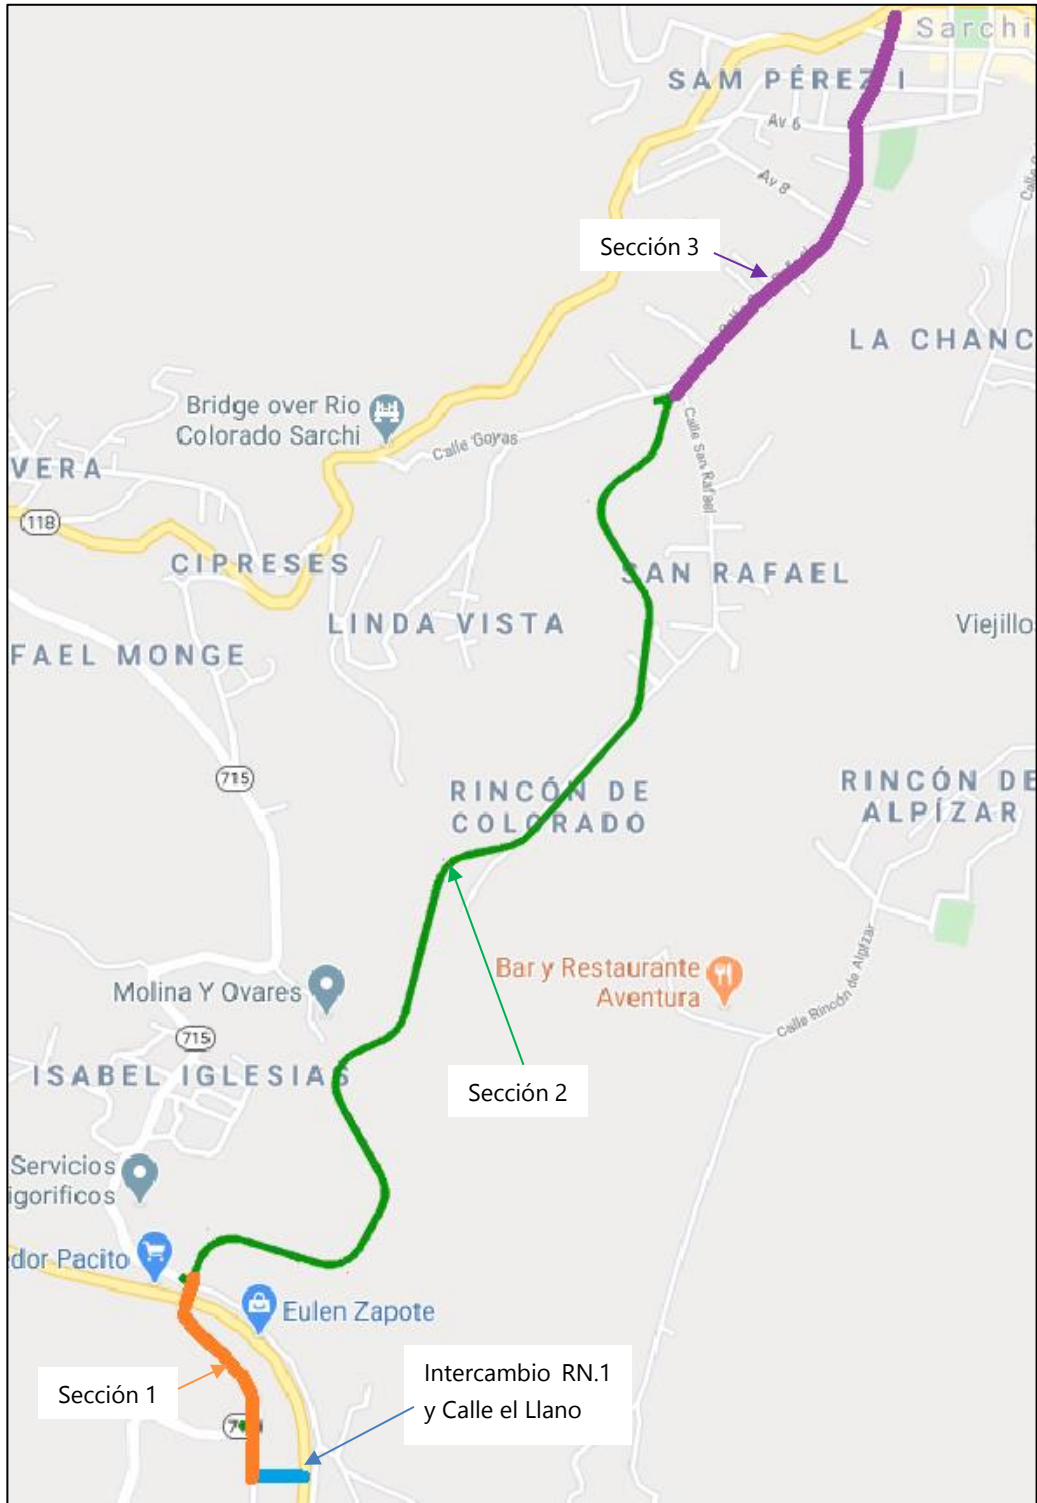 Sarchi
SAM PÉREZ I
Av 6
Av 8
Sección 3
LA CHANC
Bridge over Rio
Colorado Sarchi
Calle Goyas
VERA
Calle San Rafael
118
CIPRESES
SAN RAFAEL
LINDA VISTA
Viejillo
FAEL MONGE
715
RINCÓN DE
COLORADO
RINCÓN DE
ALPÍZAR
Bar y Restaurante
Aventura
Calle Rincón de Alpízar
Molina Y Ovares
715
ISABEL IGLESIAS
Sección 2
Servicios
igorificos
dor Pacito
Eulen Zapote
Intercambio RN.1
y Calle el Llano
Sección 1